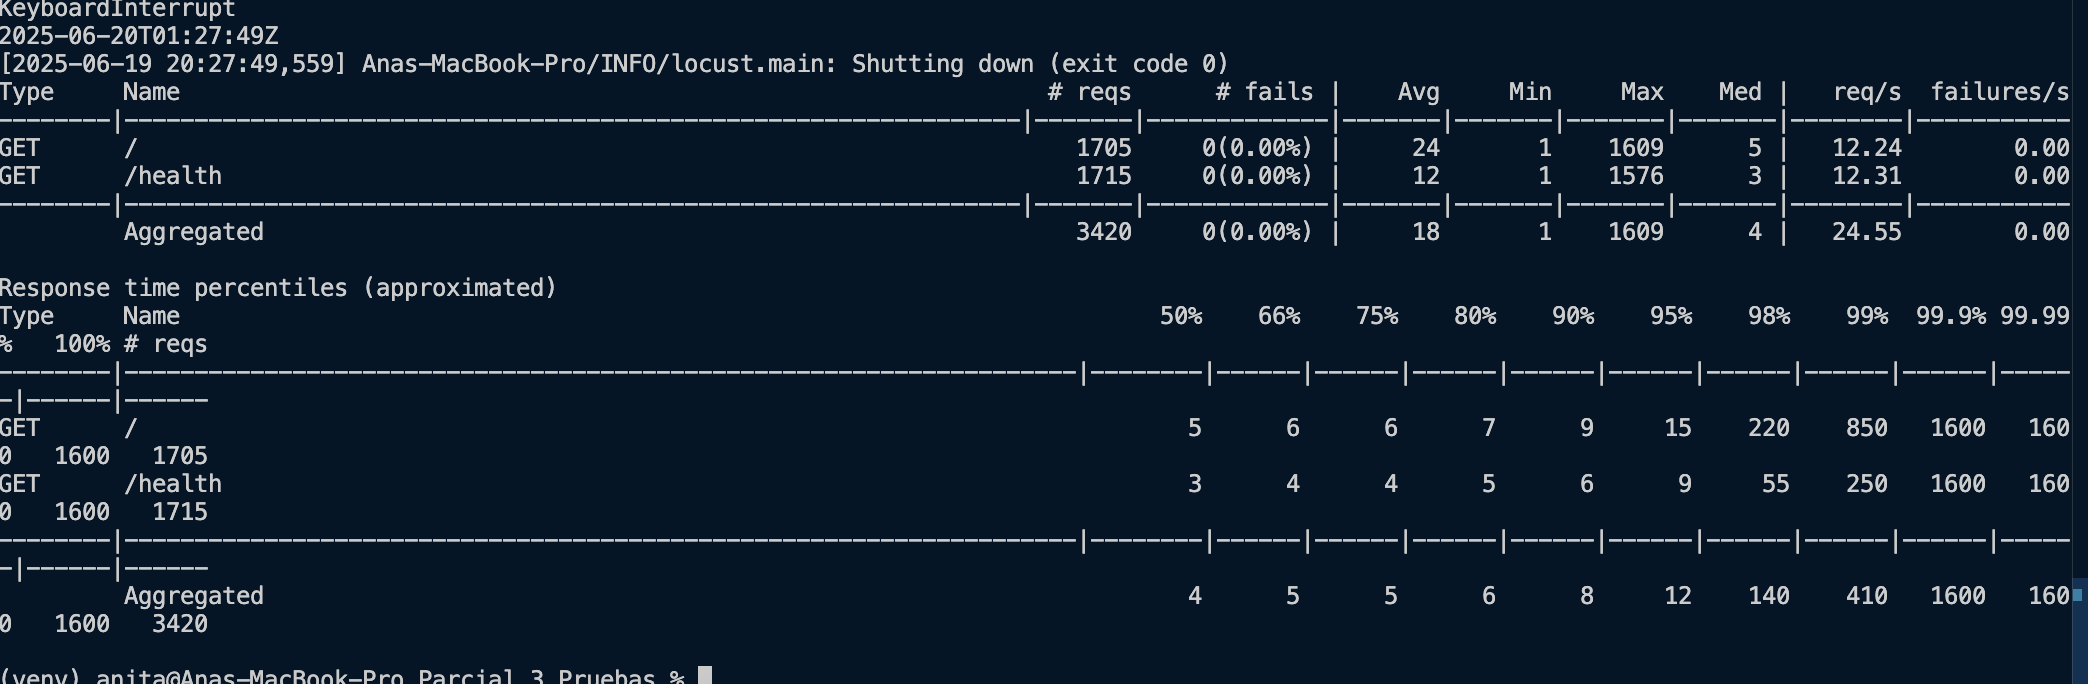 KeyboardInterrupt
2025-06-20T01:27:49Z
[2025-06-19 20:27:49,559] Anas-MacBook-Pro/INFO/locust.main: Shutting down (exit code 0)
Type     Name                                                                # reqs      # fails |    Avg     Min     Max    Med |   req/s  failures/s
--------|----------------------------------------------------------------|-------|-------------|-------|-------|-------|-------|--------|-----------
GET      /                                                                     1705     0(0.00%) |     24       1    1609      5 |   12.24        0.00
GET      /health                                                               1715     0(0.00%) |     12       1    1576      3 |   12.31        0.00
--------|----------------------------------------------------------------|-------|-------------|-------|-------|-------|-------|--------|-----------
         Aggregated                                                            3420     0(0.00%) |     18       1    1609      4 |   24.55        0.00
Response time percentiles (approximated)
Type     Name                                                                      50%    66%    75%    80%    90%    95%    98%    99%  99.9% 99.99
%   100% # reqs
--------|--------------------------------------------------------------------|--------|------|------|------|------|------|------|------|------|-----
-|------|------
GET      /                                                                           5      6      6      7      9     15    220    850   1600   160
0   1600   1705
GET      /health                                                                     3      4      4      5      6      9     55    250   1600   160
0   1600   1715
--------|--------------------------------------------------------------------|--------|------|------|------|------|------|------|------|------|-----
-|------|------
         Aggregated                                                                  4      5      5      6      8     12    140    410   1600   160
0   1600   3420
(venv) anita@Anas-MacBook-Pro Parcial 3 Pruebas %